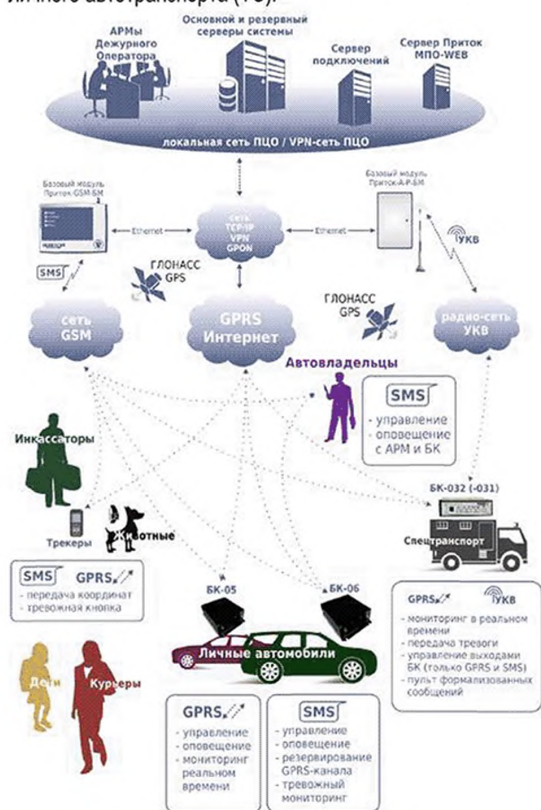 личного автотранспорта (ТС).
АРМы
Дежурного
Оператора
Основной и резервный
серверы системы
Сервер
подключений
Сервер Приток
МПО-WEB
локальная сеть ПЦО / VPN-сеть ПЦО
Базовый модуль
Приток-GSM-БМ
Ethernet
сеть
TCP-IP
VPN
GPON
Ethernet
Базовый модуль
Приток-А-Р-БМ
УКВ
SMS
ГЛОНАСС
GPS
ГЛОНАСС
GPS
сеть
GSM
GPRS
Интернет
радио-сеть
УКВ
Автовладельцы
SMS
- управление
- оповещение
с АРМ и БК
Инкассаторы
Трекеры
Животные
БК-032 (-031)
Спецтранспорт
SMS GPRS
- передача координат
- тревожная кнопка
БК-05
БК-06
Личные автомобили
GPRS УКВ
- мониторинг в реальном
времени
- передача тревоги
- управление выходами
БК (только GPRS и SMS)
- пульт формализованных
сообщений
Дети
Курьеры
GPRS
- управление
- оповещение
- мониторинг
реальном
времени
SMS
- управление
- оповещение
- резервирование
GPRS-канала
- тревожный
мониторинг